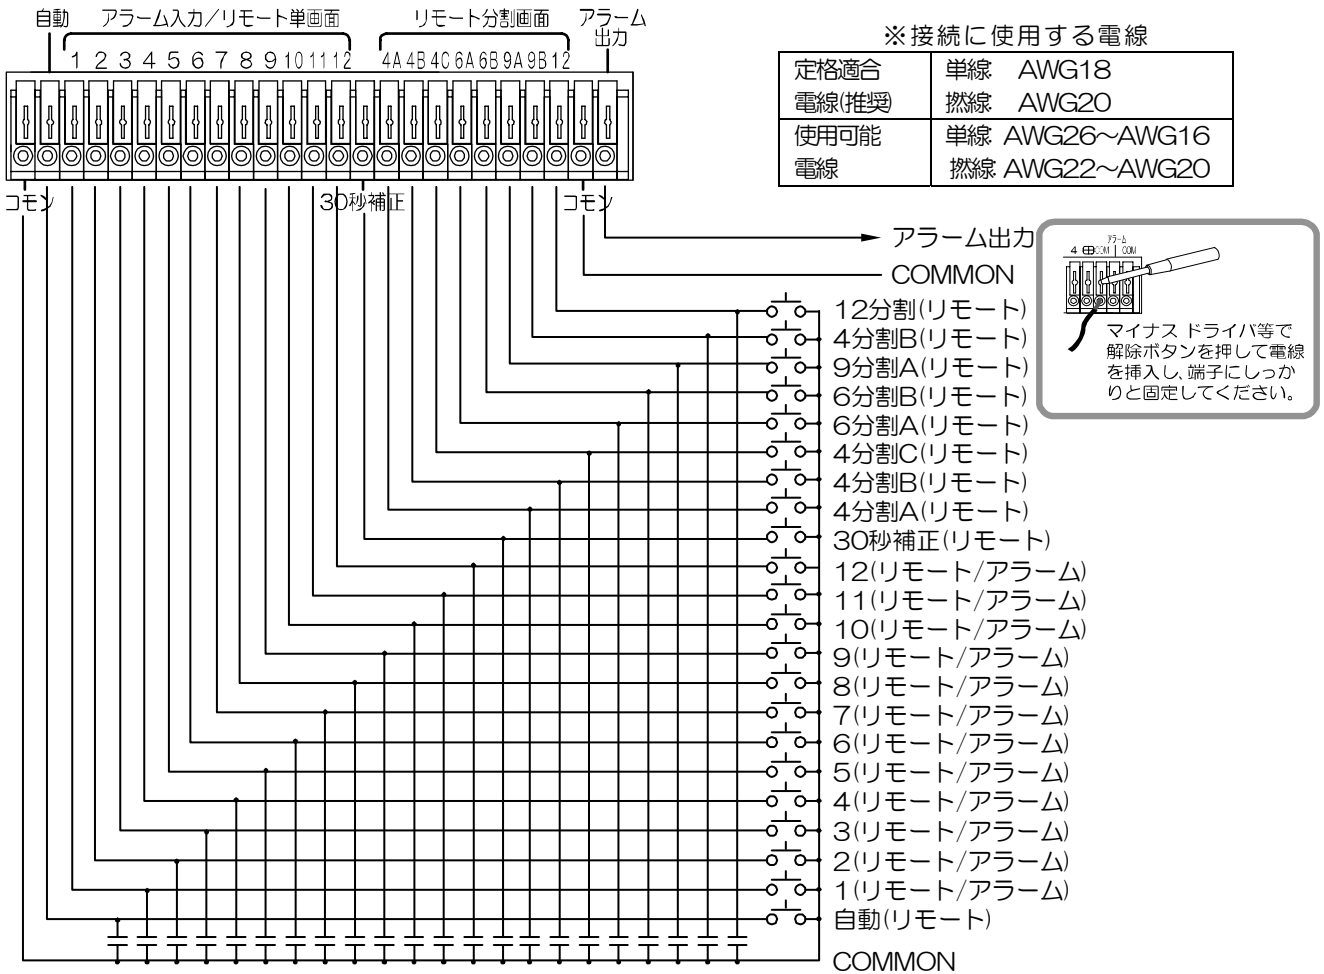 自動 アラーム入力/リモート単画面 リモート分割画面 アラーム出力
1 2 3 4 5 6 7 8 9 10 11 12 4A 4B 4C 6A 6B 9A 9B 12
コモン 30秒補正 コモン
※接続に使用する電線
定格適合 単線 AWG18
電線(推奨) 撚線 AWG20
使用可能 単線 AWG26～AWG16
電線 撚線 AWG22～AWG20
アラーム出力
COMMON
12分割(リモート)
4分割B(リモート)
9分割A(リモート)
6分割B(リモート)
6分割A(リモート)
4分割C(リモート)
4分割B(リモート)
4分割A(リモート)
30秒補正(リモート)
12(リモート/アラーム)
11(リモート/アラーム)
10(リモート/アラーム)
9(リモート/アラーム)
8(リモート/アラーム)
7(リモート/アラーム)
6(リモート/アラーム)
5(リモート/アラーム)
4(リモート/アラーム)
3(リモート/アラーム)
2(リモート/アラーム)
1(リモート/アラーム)
自動(リモート)
COMMON
アラーム
4 COM COM
マイナスドライバ等で
解除ボタンを押して電線
を挿入し、端子にしっか
りと固定してください。